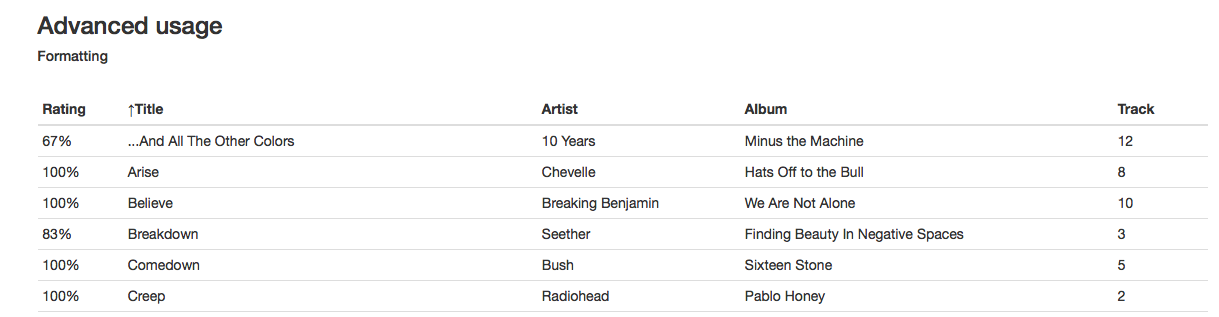 Advanced usage
Formatting
Rating ↑Title Artist Album Track
67% ...And All The Other Colors 10 Years Minus the Machine 12
100% Arise Chevelle Hats Off to the Bull 8
100% Believe Breaking Benjamin We Are Not Alone 10
83% Breakdown Seether Finding Beauty In Negative Spaces 3
100% Comedown Bush Sixteen Stone 5
100% Creep Radiohead Pablo Honey 2